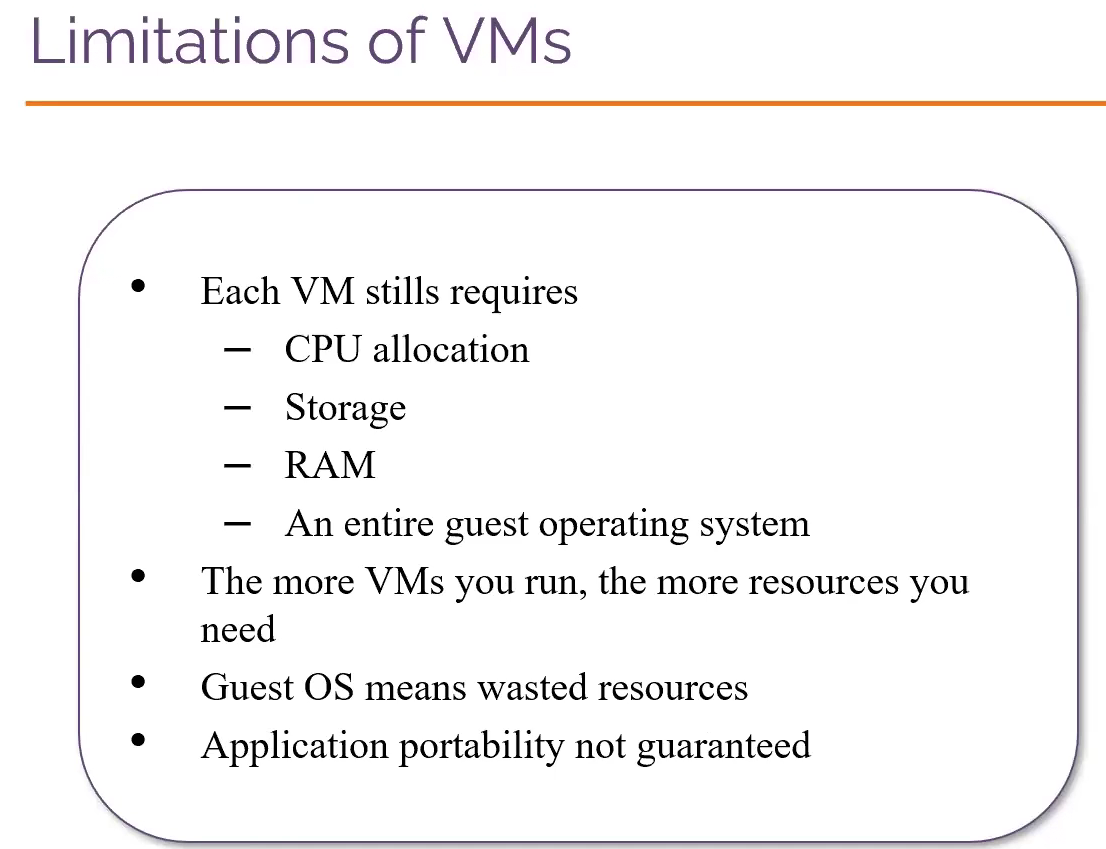 Limitations of VMs
• Each VM stills requires
– CPU allocation
– Storage
– RAM
– An entire guest operating system
• The more VMs you run, the more resources you
need
• Guest OS means wasted resources
• Application portability not guaranteed